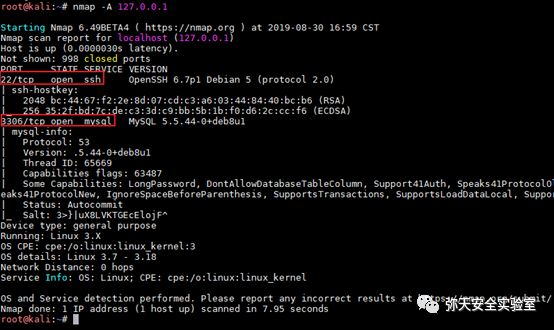 root@kali:~# nmap -A 127.0.0.1
Starting Nmap 6.49BETA4 ( https://nmap.org ) at 2019-08-30 16:59 CST
Nmap scan report for localhost (127.0.0.1)
Host is up (0.0000030s latency).
Not shown: 998 closed ports
PORT     STATE SERVICE VERSION
22/tcp   open  ssh     OpenSSH 6.7p1 Debian 5 (protocol 2.0)
| ssh-hostkey:
|   2048 bc:44:67:f2:2e:8d:07:cd:c3:a6:03:44:84:40:bc:b6 (RSA)
|_  256 35:2f:bd:7c:de:c3:3d:c9:bb:5b:1b:f0:d6:2c:cc:f6 (ECDSA)
3306/tcp open  mysql   MySQL 5.5.44-0+deb8u1
| mysql-info:
|   Protocol: 53
|   Version: .5.44-0+deb8u1
|   Thread ID: 65669
|   Capabilities flags: 63487
|   Some Capabilities: LongPassword, DontAllowDatabaseTableColumn, Support41Auth, Speaks41ProtocolOl
eaks41ProtocolNew, IgnoreSpaceBeforeParenthesis, SupportsTransactions, SupportsLoadDataLocal, Suppor
|   Status: Autocommit
|_  Salt: 3>}|uX8LVKTGEcElojF^
Device type: general purpose
Running: Linux 3.X
OS CPE: cpe:/o:linux:linux_kernel:3
OS details: Linux 3.7 - 3.18
Network Distance: 0 hops
Service Info: OS: Linux; CPE: cpe:/o:linux:linux_kernel
OS and Service detection performed. Please report any incorrect results at https://nmap.org/submit/
Nmap done: 1 IP address (1 host up) scanned in 7.95 seconds
root@kali:~#
弥天安全实验室